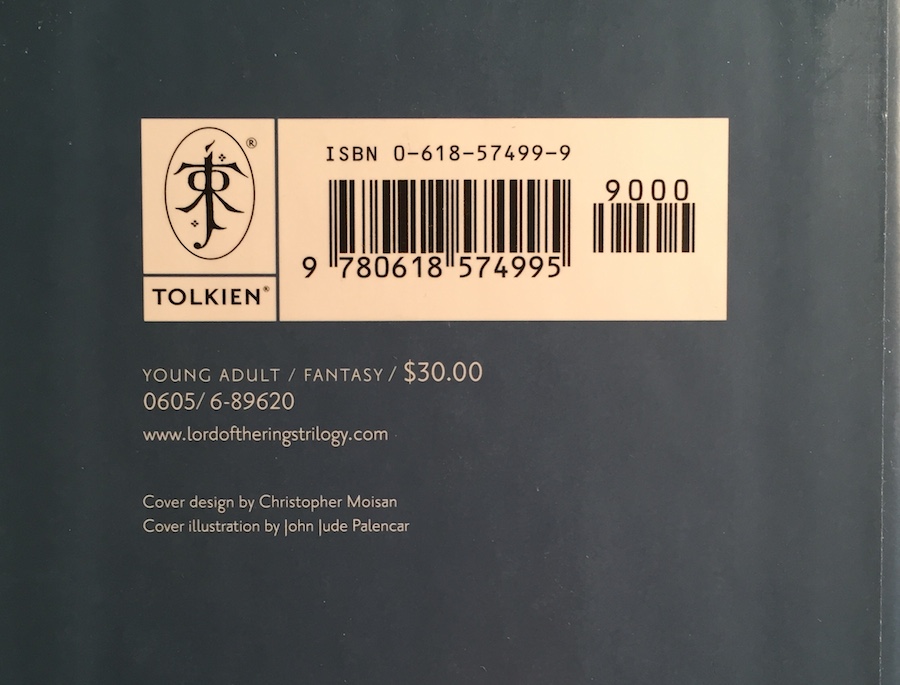 ISBN 0-618-57499-9
9000
9 780618 574995
®
TOLKIEN®
YOUNG ADULT / FANTASY / $30.00
0605/ 6-89620
www.lordoftheringstrilogy.com
Cover design by Christopher Moisan
Cover illustration by John Jude Palencar